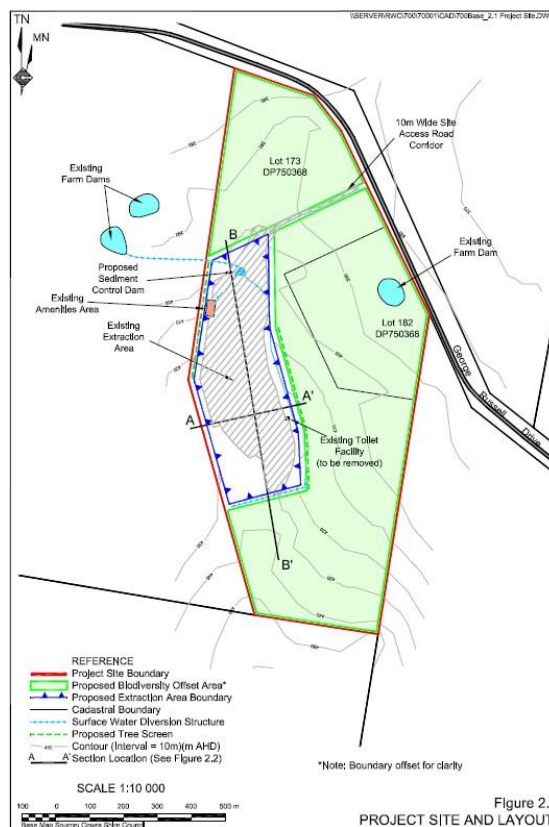 \\SERVER\RWC\700\70001\CAD\700Base_2.1 Project Site.DW
TN
MN
10m Wide Site
Access Road
Corridor
Lot 173
DP750368
Existing
Farm Dams
B
Proposed
Sediment
Control Dam
Existing
Farm Dam
Existing
Amenities Area
Lot 182
DP750368
Existing
Extraction
Area
George
Russell
Drive
A'
A
Existing Toilet
Facility
(to be removed)
B'
REFERENCE
Project Site Boundary
Proposed Biodiversity Offset Area*
Proposed Extraction Area Boundary
Cadastral Boundary
Surface Water Diversion Structure
Proposed Tree Screen
Contour (Interval = 10m)(m AHD)
A A' Section Location (See Figure 2.2)
*Note: Boundary offset for clarity
SCALE 1:10 000
100 0 100 200 300 400 500 m
Base Map Source: Cowra Shire Council
Figure 2.
PROJECT SITE AND LAYOUT